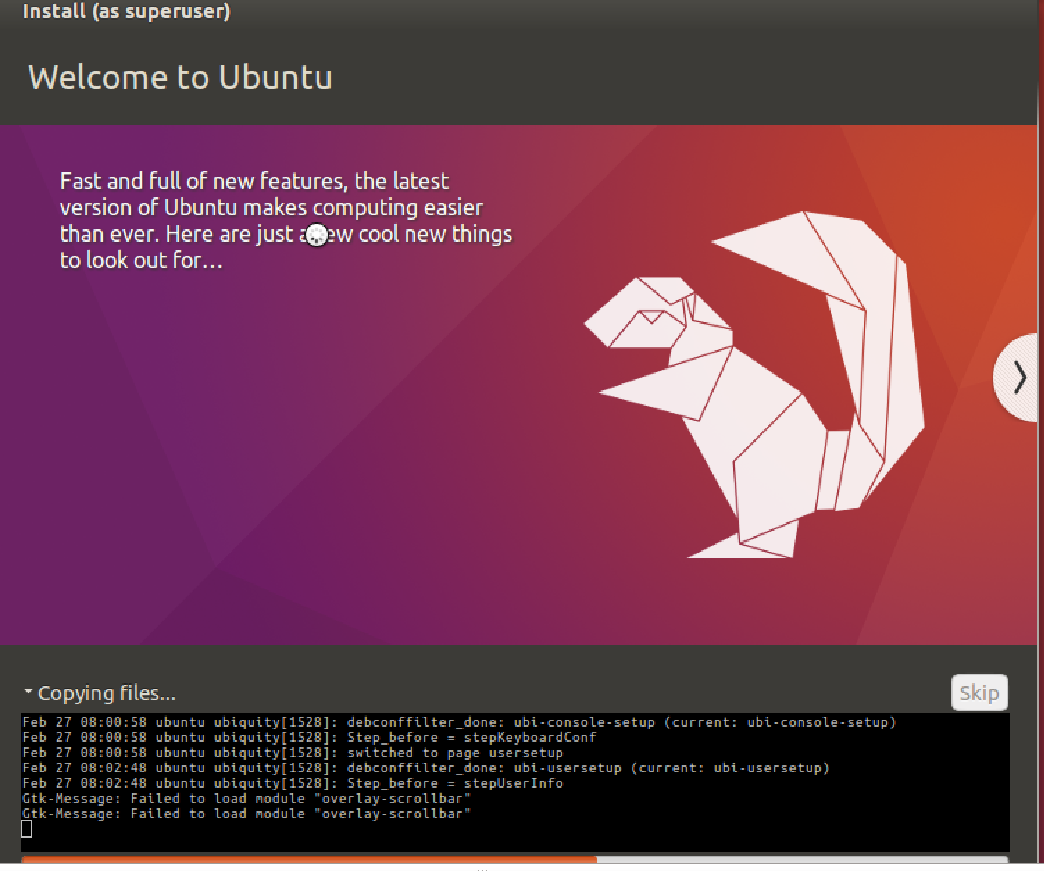 Install (as superuser)
Welcome to Ubuntu
Fast and full of new features, the latest
version of Ubuntu makes computing easier
than ever. Here are just a few cool new things
to look out for...
Copying files...
Skip
Feb 27 08:00:58 ubuntu ubiquity[1528]: debconffilter_done: ubi-console-setup (current: ubi-console-setup)
Feb 27 08:00:58 ubuntu ubiquity[1528]: Step_before = stepKeyboardConf
Feb 27 08:00:58 ubuntu ubiquity[1528]: switched to page usersetup
Feb 27 08:02:48 ubuntu ubiquity[1528]: debconffilter_done: ubi-usersetup (current: ubi-usersetup)
Feb 27 08:02:48 ubuntu ubiquity[1528]: Step_before = stepUserInfo
Gtk-Message: Failed to load module "overlay-scrollbar"
Gtk-Message: Failed to load module "overlay-scrollbar"